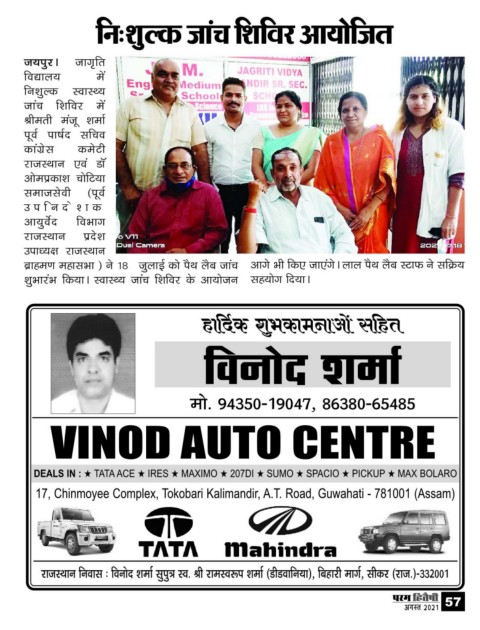 निःशुल्क जांच शिविर आयोजित
जयपुर। जागृति
विद्यालय में
निशुल्क स्वास्थ्य
जांच शिविर में
श्रीमती मंजू शर्मा
पूर्व पार्षद सचिव
कांग्रेस कमेटी
राजस्थान एवं डॉ
ओमप्रकाश चोटिया
समाजसेवी (पूर्व
उपनिदेशक
आयुर्वेद विभाग
राजस्थान प्रदेश
उपाध्यक्ष राजस्थान
ब्राहमण महासभा ) ने 18 जुलाई को पैथ लैब जांच
शुभारंभ किया। स्वास्थ्य जांच शिविर के आयोजन
आगे भी किए जाएंगे। लाल पैथ लैब स्टाफ ने सक्रिय
सहयोग दिया।
JAGRITI VIDYA
SR. SEC.
English Medium
School
V11
Dual Camera
हार्दिक शुभकामनाओं सहित
विनोद शर्मा
मो. 94350-19047, 86380-65485
VINOD AUTO CENTRE
DEALS IN : ★ TATA ACE ★ IRES ★ MAXIMO ★ 207DI ★ SUMO ★ SPACIO ★ PICKUP ★ MAX BOLARO
17, Chinmoyee Complex, Tokobari Kalimandir, A.T. Road, Guwahati - 781001 (Assam)
TATA
Mahindra
राजस्थान निवास : विनोद शर्मा सुपुत्र स्व. श्री रामस्वरूप शर्मा (डीडवानिया), बिहारी मार्ग, सीकर (राज.)-332001
परम हितैषी
अगस्त 2021
57